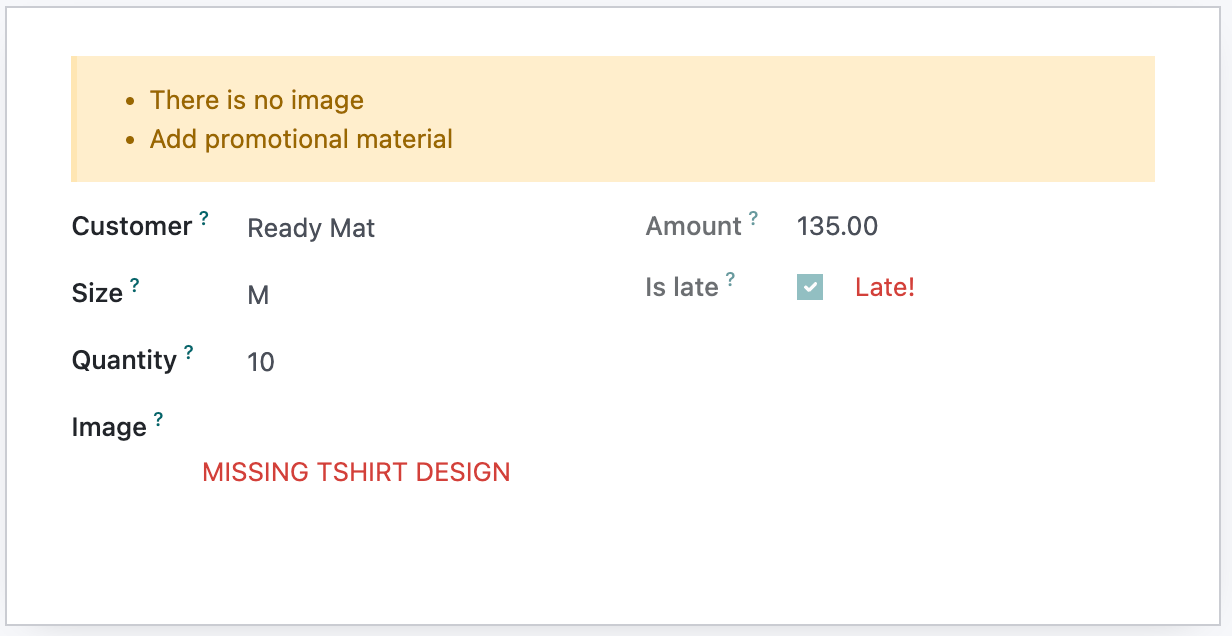 • There is no image
• Add promotional material
Customer ? Ready Mat
Size ? M
Quantity ? 10
Image ?
MISSING TSHIRT DESIGN
Amount ? 135.00
Is late ? Late!